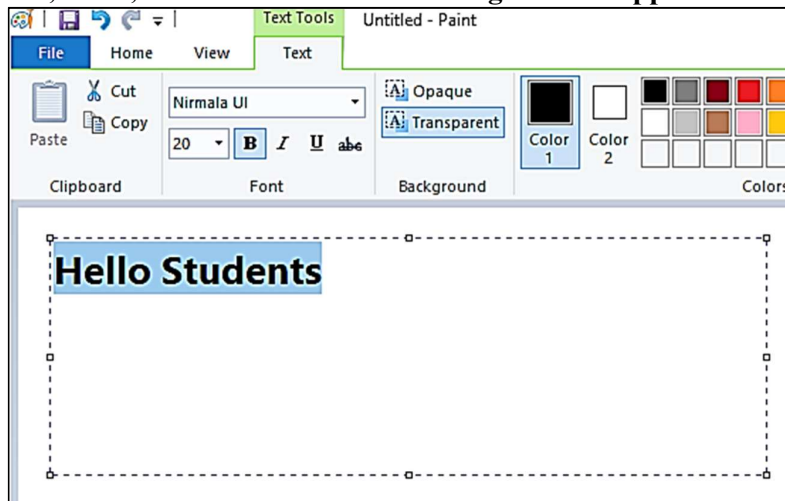 Text Tools Untitled - Paint
File Home View Text
Cut
Copy
Paste
Clipboard
Nirmala UI
20 B I U abc
Font
Opaque
Transparent
Background
Color 1
Color 2
Colors
Hello Students